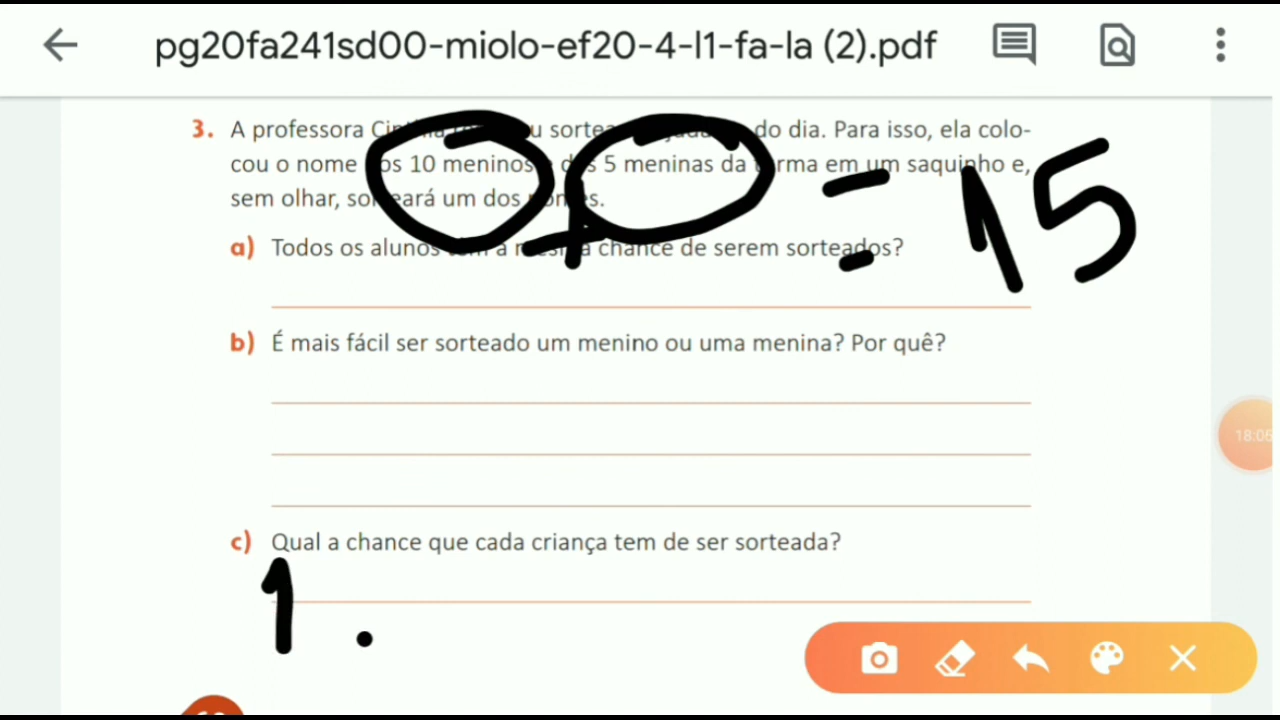 pg20fa241sd00-miolo-ef20-4-l1-fa-la (2).pdf
3. A professora u do dia. Para isso, ela colo-
cou o nome 10 meninos 5 meninas da em um saquinho e,
sem olhar, um dos
= 15
+
a) Todos os alunos a chance de serem sorteados?
b) É mais fácil ser sorteado um menino ou uma menina? Por quê?
c) Qual a chance que cada criança tem de ser sorteada?
1 .
18:06